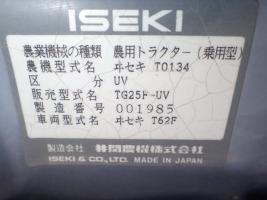 ISEKI
農業機械の種類 農用トラクター(乗用型)
農機型式名 ヰセキ TO134
区分 UV
販売型式名 TG25F-UV
製造番号 001985
車両型式名 ヰセキ T62F
製造会社 井関農機株式会社
ISEKI & CO., LTD. MADE IN JAPAN